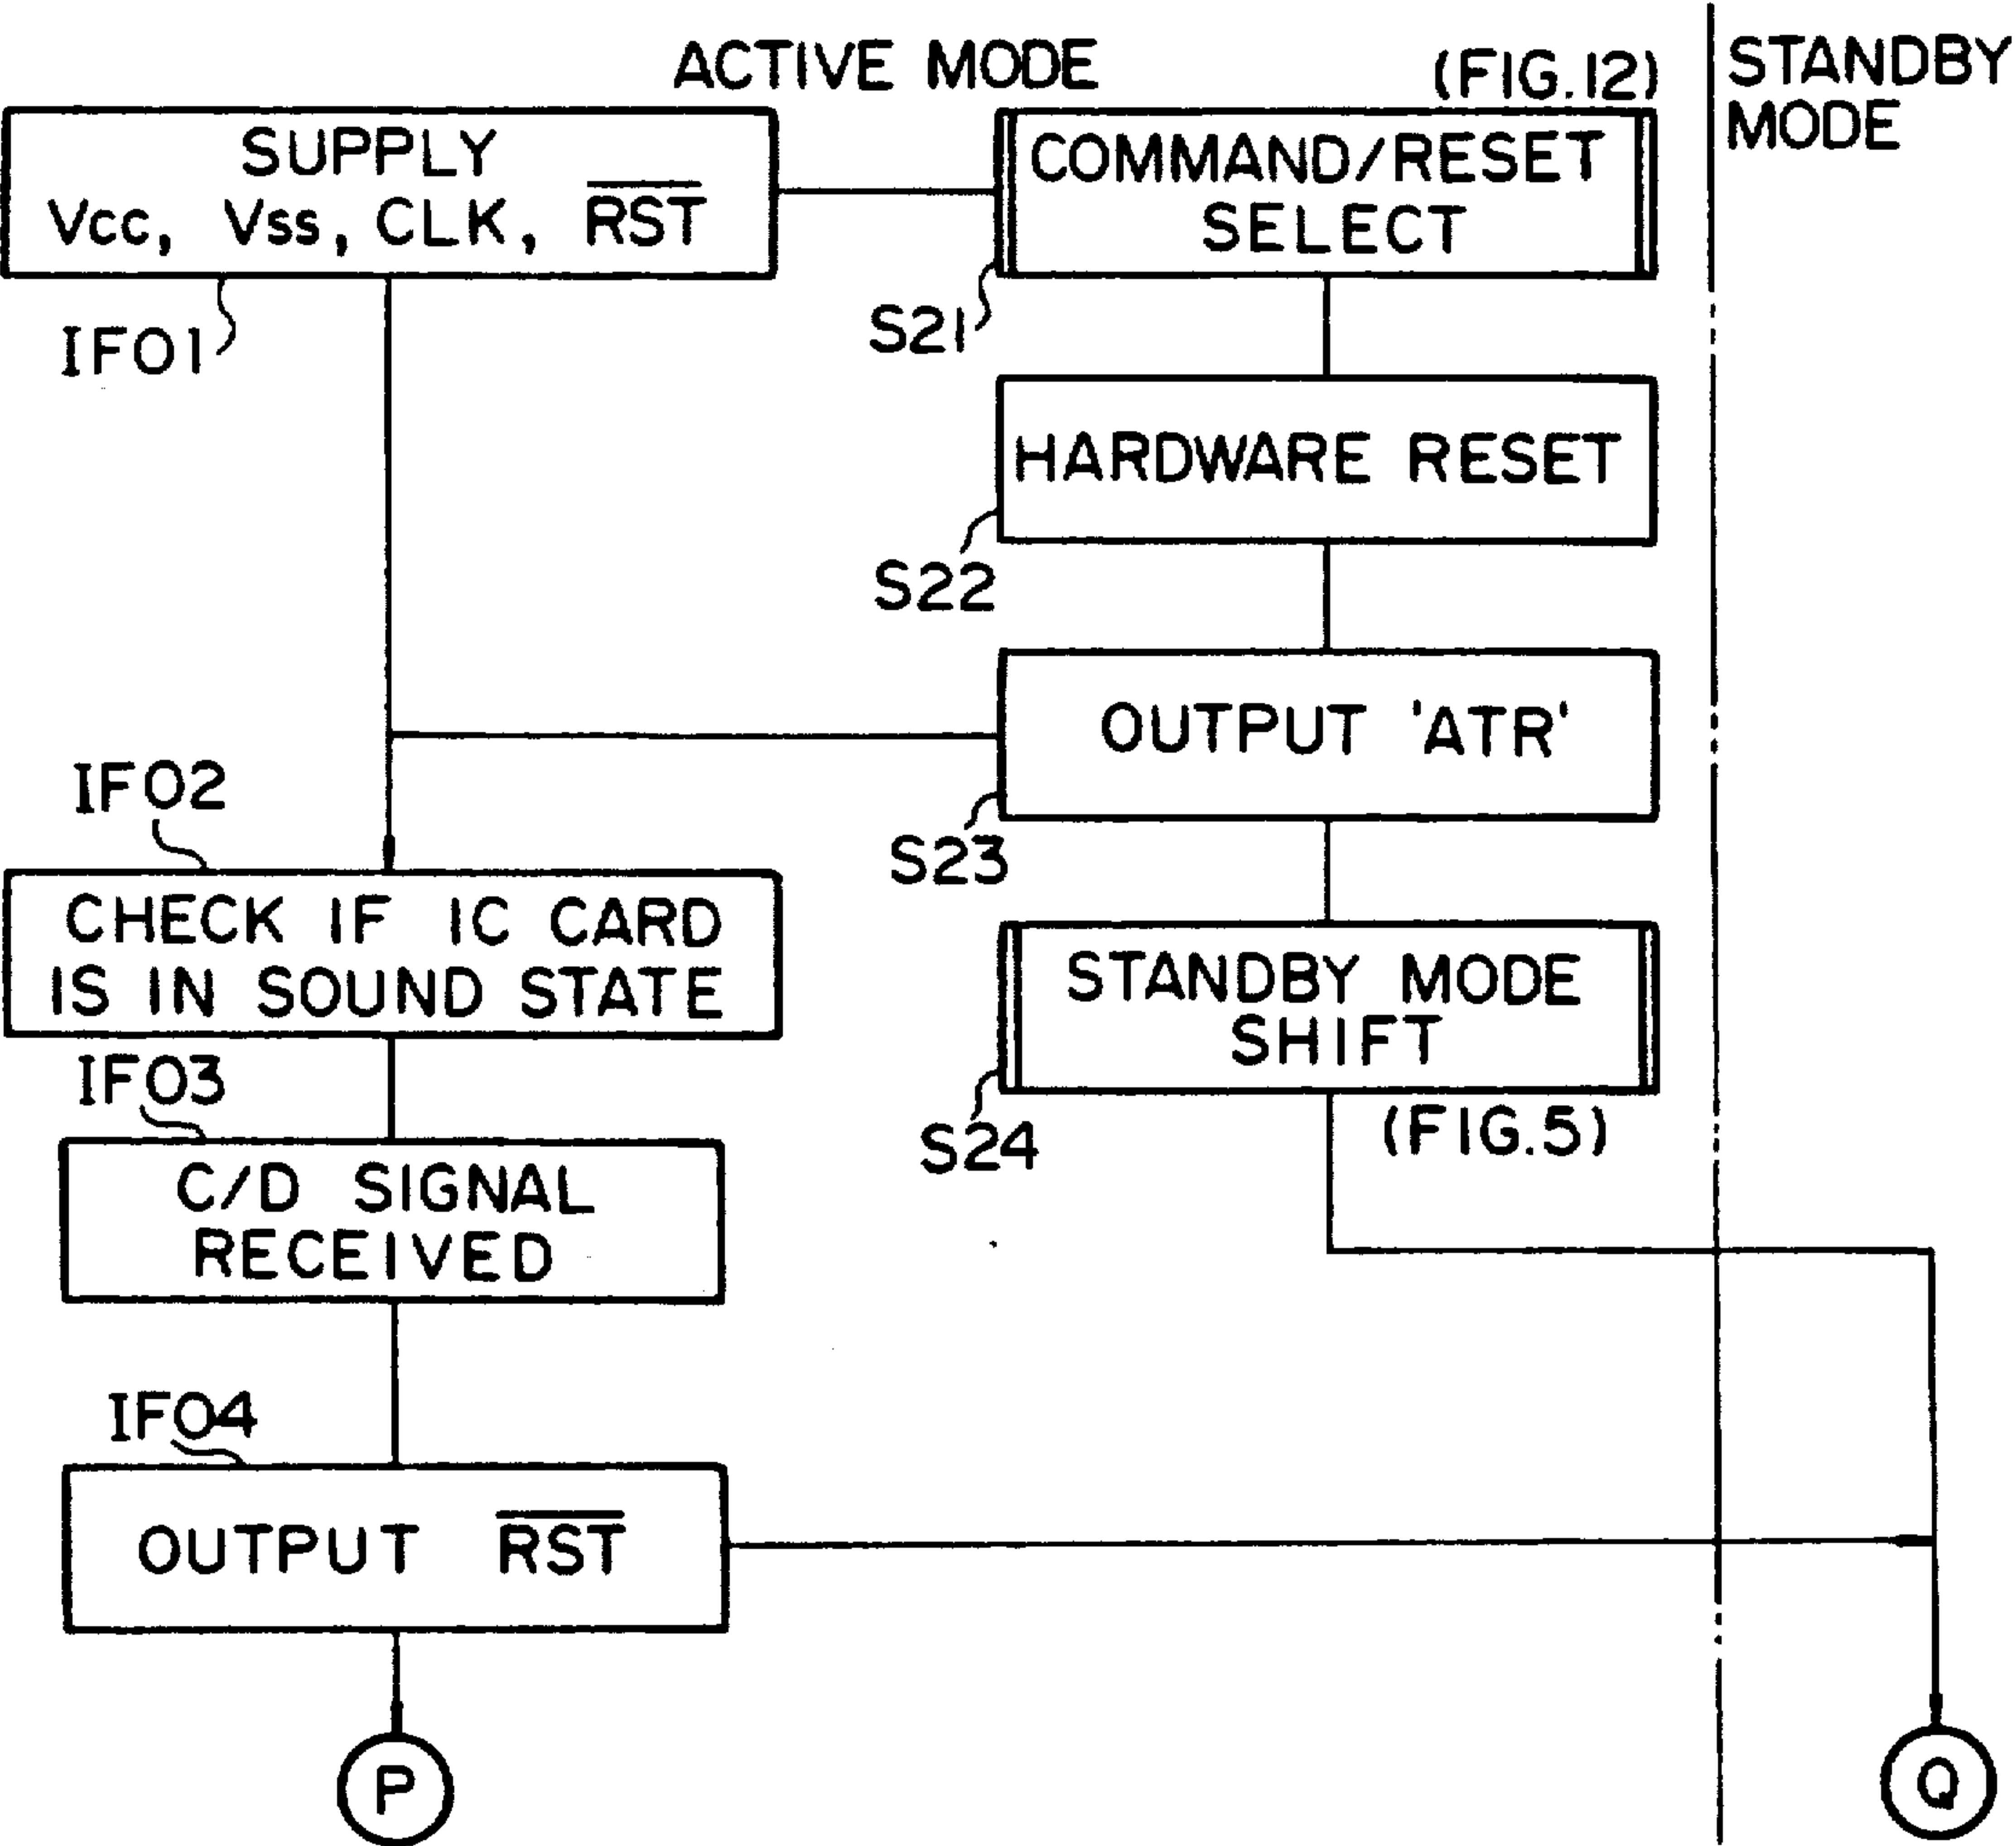 ACTIVE MODE
(FIG.12)
STANDBY
MODE
SUPPLY
Vcc, Vss, CLK, R̅S̅T̅
IF01
COMMAND/RESET
SELECT
S21
HARDWARE RESET
S22
OUTPUT 'ATR'
S23
IF02
CHECK IF IC CARD
IS IN SOUND STATE
STANDBY MODE
SHIFT
S24
(FIG.5)
IF03
C/D SIGNAL
RECEIVED
IF04
OUTPUT R̅S̅T̅
P
Q